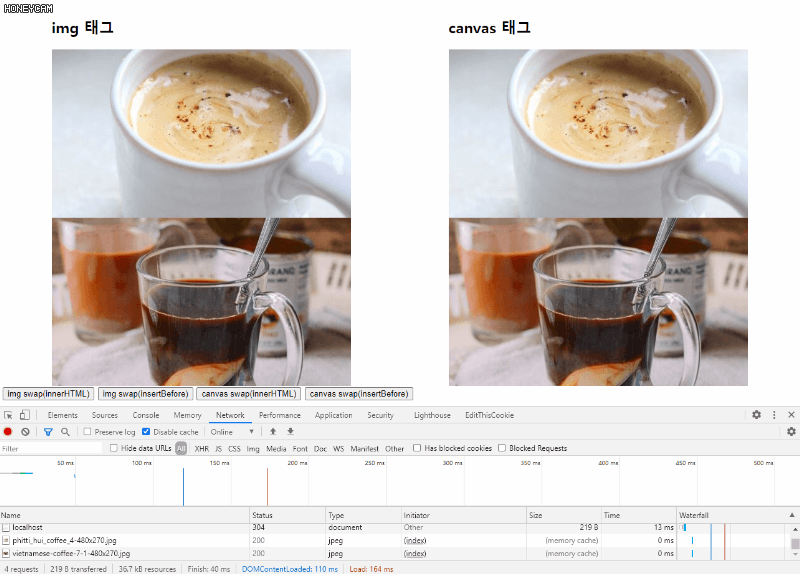 HONEYCAM
img 태그
canvas 태그
BRAND
BRAND
Img swap(InnerHTML) Img swap(InsertBefore) canvas swap(InnerHTML) canvas swap(InsertBefore)
Elements Sources Console Memory Network Performance Application Security Lighthouse EditThisCookie
Preserve log Disable cache Online
Filter Hide data URLs All XHR JS CSS Img Media Font Doc WS Manifest Other Has blocked cookies Blocked Requests
50 ms 100 ms 150 ms 200 ms 250 ms 300 ms 350 ms 400 ms 450 ms 500 ms
Name Status Type Initiator Size Time Waterfall
localhost 304 document Other 219 B 13 ms
phitti_hui_coffee_4-480x270.jpg 200 jpeg (index) (memory cache) 0 ms
vietnamese-coffee-7-1-480x270.jpg 200 jpeg (index) (memory cache) 0 ms
4 requests 219 B transferred 36.7 kB resources Finish: 40 ms DOMContentLoaded: 110 ms Load: 164 ms